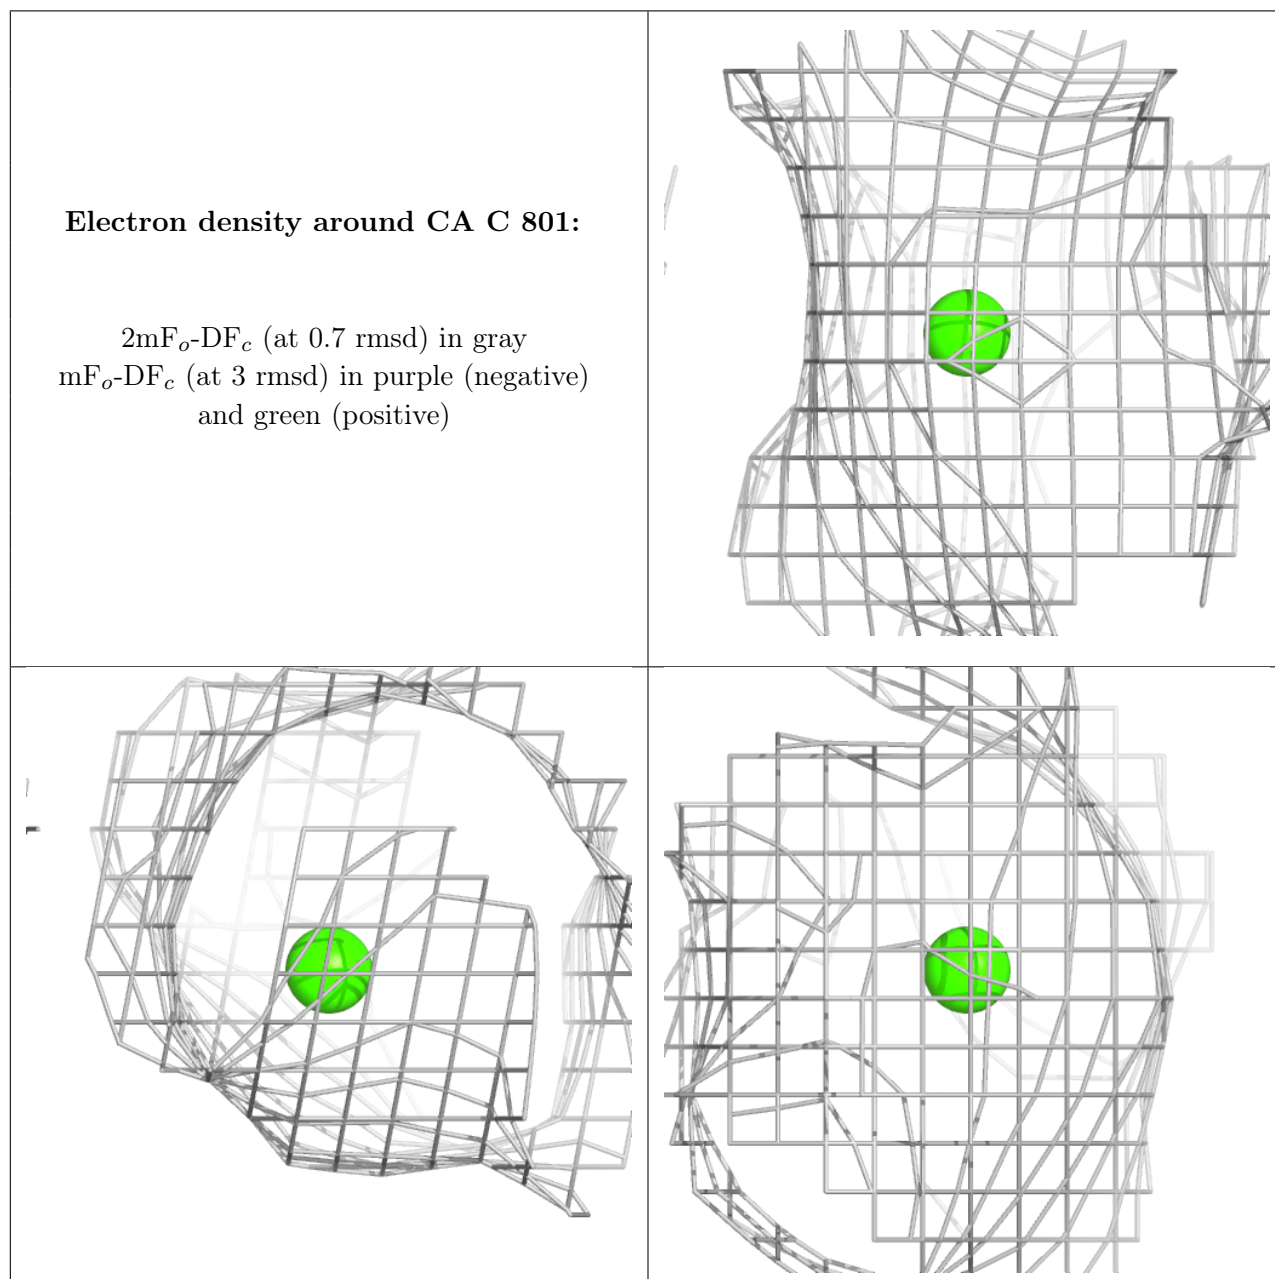 Electron density around CA C 801:
2mFo-DFc (at 0.7 rmsd) in gray
mFo-DFc (at 3 rmsd) in purple (negative)
and green (positive)